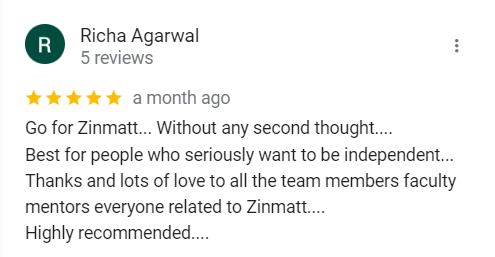 R
Richa Agarwal
5 reviews
a month ago
Go for Zinmatt... Without any second thought....
Best for people who seriously want to be independent...
Thanks and lots of love to all the team members faculty
mentors everyone related to Zinmatt....
Highly recommended....